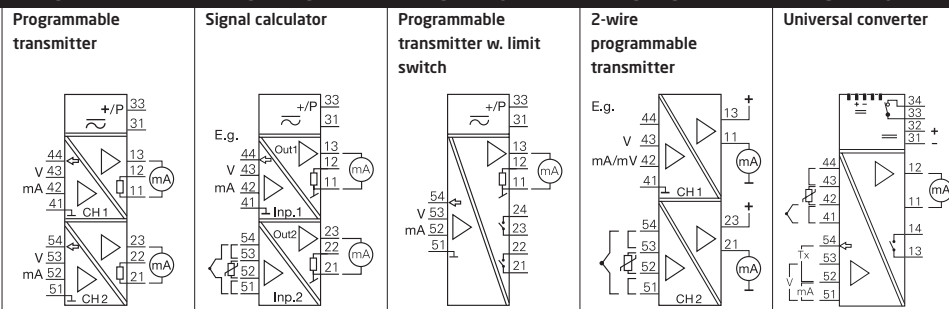 Programmable
transmitter
+/P 33
31
44 13
V 43 12
mA 42 mA
41 11
CH1
54 23
V 53 22
mA 52 mA
51 21
CH2
Signal calculator
+/P 33
31
E.g.
44 Out1 13
V 43 12
mA 42 mA
41 11
Inp.1
54 Out2 23
53 22
52 mA
51 21
Inp.2
Programmable
transmitter w. limit
switch
+/P 33
31
13
12
mA
11
54 24
V 53 23
mA 52 22
51 21
2-wire
programmable
transmitter
E.g.
+
44 13
V 43 11
mA/mV 42 mA
41
CH1
+
54 23
53 21
52 mA
51
CH2
Universal converter
+ - 34
33
32 +
31 -
44 12
43
42 mA
41 11
54 14
Tx 53 13
V 52
mA 51